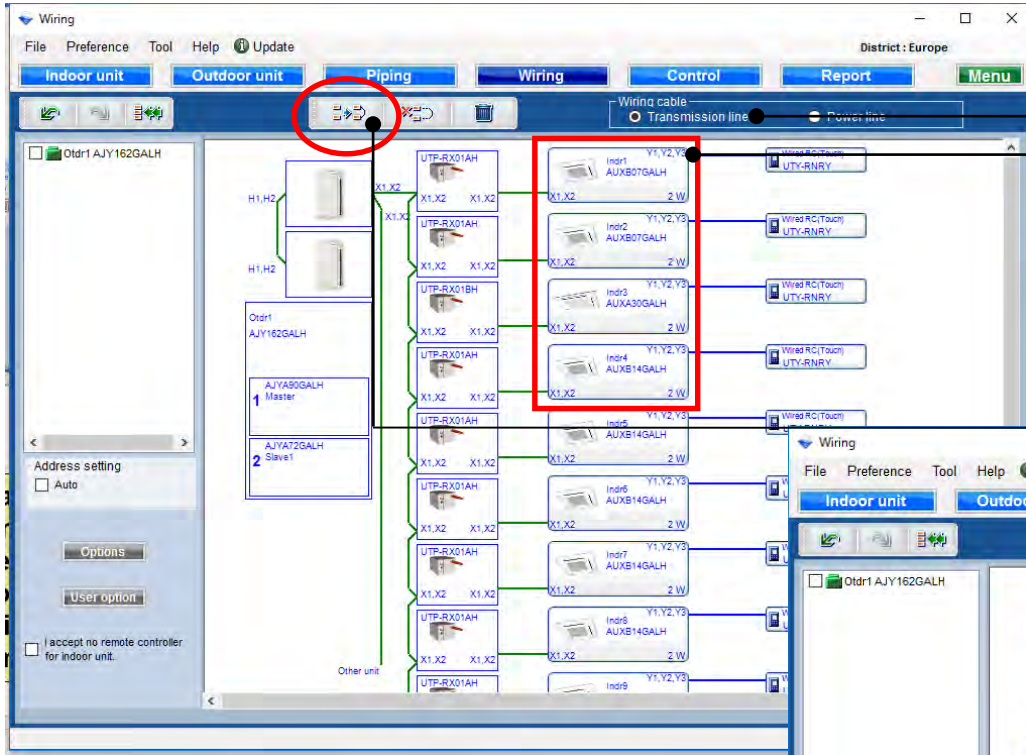 Wiring
File Preference Tool Help Update
District : Europe
Indoor unit Outdoor unit Piping Wiring Control Report Menu
Wiring cable
Transmission line Power line
Otdr1 AJY162GALH
Address setting
Auto
Options
User option
I accept no remote controller
for indoor unit.
H1,H2
X1,X2
X1,X2
H1,H2
Otdr1
AJY162GALH
AJYA90GALH
1 Master
AJYA72GALH
2 Slave1
Other unit
UTP-RX01AH
X1,X2 X1,X2
UTP-RX01AH
X1,X2 X1,X2
UTP-RX01BH
X1,X2 X1,X2
UTP-RX01AH
X1,X2 X1,X2
UTP-RX01AH
X1,X2 X1,X2
UTP-RX01AH
X1,X2 X1,X2
UTP-RX01AH
X1,X2 X1,X2
UTP-RX01AH
X1,X2 X1,X2
UTP-RX01AH
Y1,Y2,Y3
Indr1
AUXB07GALH
X1,X2 2 W
Y1,Y2,Y3
Indr2
AUXB07GALH
X1,X2 2 W
Y1,Y2,Y3
Indr3
AUXA30GALH
X1,X2 2 W
Y1,Y2,Y3
Indr4
AUXB14GALH
X1,X2 2 W
Y1,Y2,Y3
Indr5
AUXB14GALH
X1,X2 2 W
Y1,Y2,Y3
Indr6
AUXB14GALH
X1,X2 2 W
Y1,Y2,Y3
Indr7
AUXB14GALH
X1,X2 2 W
Y1,Y2,Y3
Indr8
AUXB14GALH
X1,X2 2 W
Y1,Y2,Y3
Indr9
Wired RC(Touch)
UTY-RNRY
Wired RC(Touch)
UTY-RNRY
Wired RC(Touch)
UTY-RNRY
Wired RC(Touch)
UTY-RNRY
Wired RC(Touch)
UTY-RNRY
Wiring
File Preference Tool Help
Indoor unit Outdoo
Otdr1 AJY162GALH